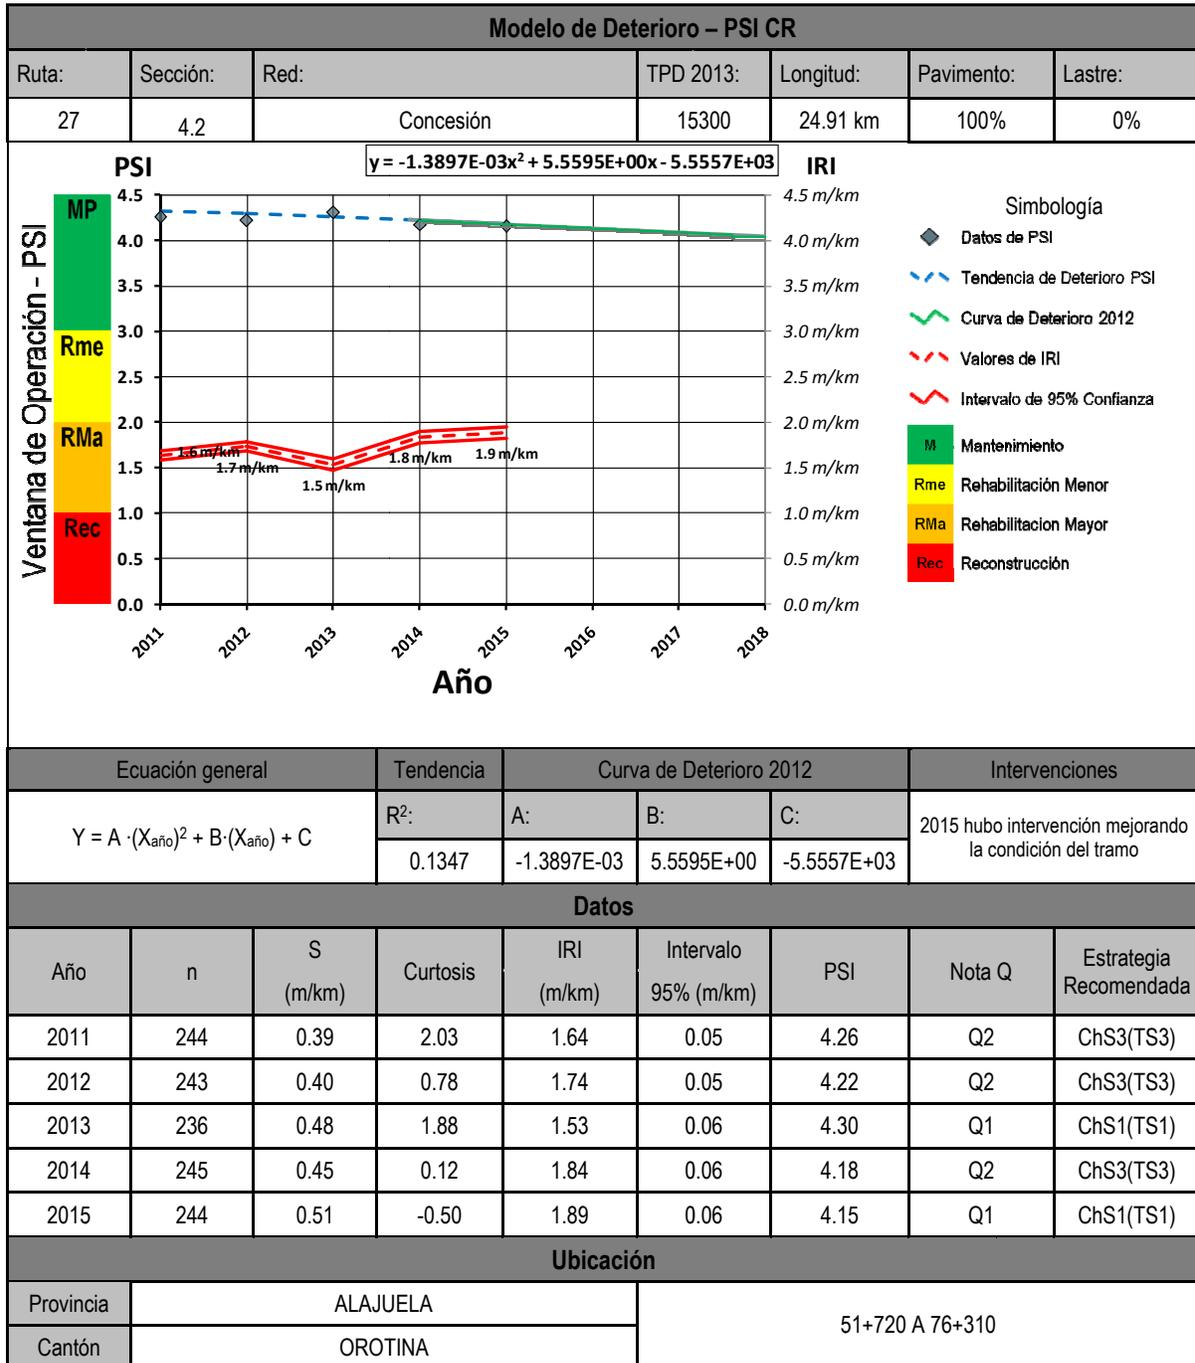 Modelo de Deterioro – PSI CR
Ruta: Sección: Red: TPD 2013: Longitud: Pavimento: Lastre:
27 4.2 Concesión 15300 24.91 km 100% 0%
PSI
y = -1.3897E-03x² + 5.5595E+00x - 5.5557E+03
IRI
Ventana de Operación - PSI
MP
Rme
RMa
Rec
4.5
4.0
3.5
3.0
2.5
2.0
1.5
1.0
0.5
0.0
1.6 m/km
1.7 m/km
1.5 m/km
1.8 m/km
1.9 m/km
4.5 m/km
4.0 m/km
3.5 m/km
3.0 m/km
2.5 m/km
2.0 m/km
1.5 m/km
1.0 m/km
0.5 m/km
0.0 m/km
2011 2012 2013 2014 2015 2016 2017 2018
Año
Simbología
Datos de PSI
Tendencia de Deterioro PSI
Curva de Deterioro 2012
Valores de IRI
Intervalo de 95% Confianza
M Mantenimiento
Rme Rehabilitación Menor
RMa Rehabilitacion Mayor
Rec Reconstrucción
Ecuación general Tendencia Curva de Deterioro 2012 Intervenciones
Y = A ·(Xaño)² + B·(Xaño) + C
R²: A: B: C:
0.1347 -1.3897E-03 5.5595E+00 -5.5557E+03
2015 hubo intervención mejorando
la condición del tramo
Datos
Año n S (m/km) Curtosis IRI (m/km) Intervalo 95% (m/km) PSI Nota Q Estrategia Recomendada
2011 244 0.39 2.03 1.64 0.05 4.26 Q2 ChS3(TS3)
2012 243 0.40 0.78 1.74 0.05 4.22 Q2 ChS3(TS3)
2013 236 0.48 1.88 1.53 0.06 4.30 Q1 ChS1(TS1)
2014 245 0.45 0.12 1.84 0.06 4.18 Q2 ChS3(TS3)
2015 244 0.51 -0.50 1.89 0.06 4.15 Q1 ChS1(TS1)
Ubicación
Provincia ALAJUELA
51+720 A 76+310
Cantón OROTINA